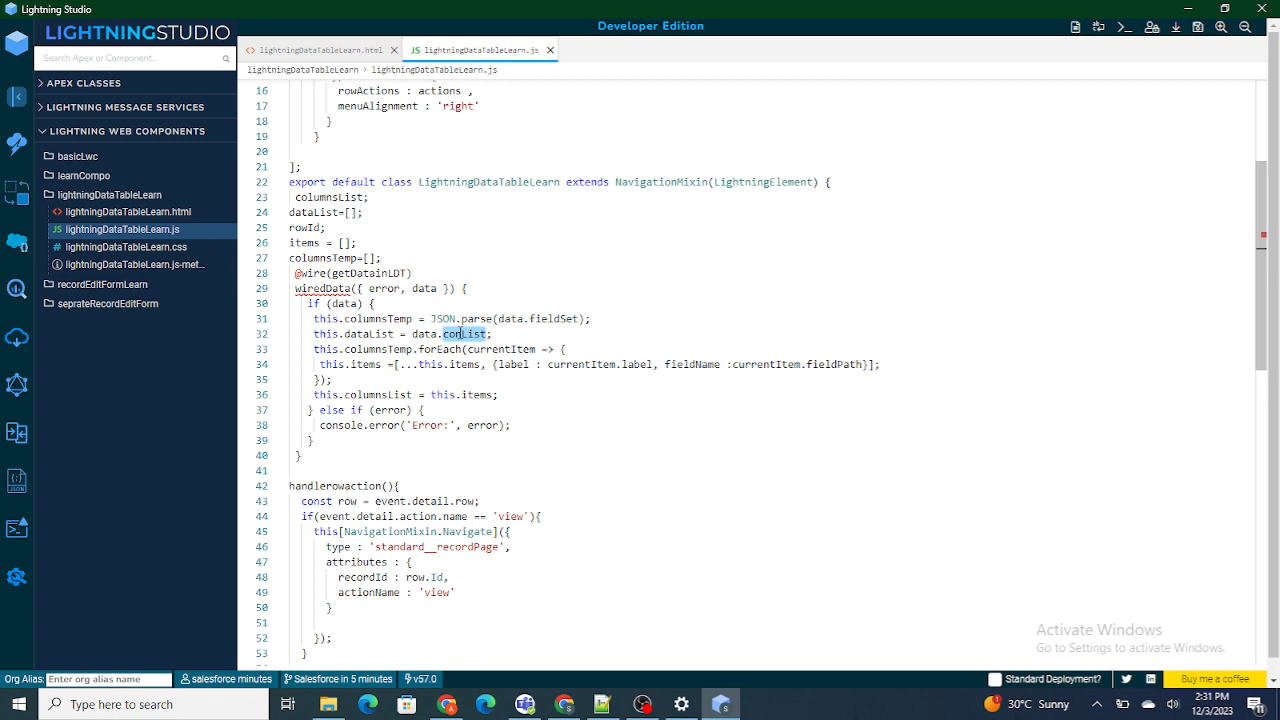 Lightning Studio
LIGHTNINGSTUDIO
Developer Edition
Search Apex or Component...
lightningDataTableLearn.html
JS lightningDataTableLearn.js
lightningDataTableLearn > lightningDataTableLearn.js
APEX CLASSES
LIGHTNING MESSAGE SERVICES
LIGHTNING WEB COMPONENTS
basicLwc
learnCompo
lightningDataTableLearn
<> lightningDataTableLearn.html
JS lightningDataTableLearn.js
# lightningDataTableLearn.css
lightningDataTableLearn.js-met...
recordEditFormLearn
seprateRecordEditForm
16 rowActions : actions ,
17 menuAlignment : 'right'
18 }
19 }
20
21 ];
22 export default class LightningDataTableLearn extends NavigationMixin(LightningElement) {
23 columnsList;
24 dataList=[];
25 rowId;
26 items = [];
27 columnsTemp=[];
28 @wire(getDatainLDT)
29 wiredData({ error, data }) {
30 if (data) {
31 this.columnsTemp = JSON.parse(data.fieldSet);
32 this.dataList = data.conList;
33 this.columnsTemp.forEach(currentItem => {
34 this.items =[...this.items, {label : currentItem.label, fieldName :currentItem.fieldPath}];
35 });
36 this.columnsList = this.items;
37 } else if (error) {
38 console.error('Error:', error);
39 }
40 }
41
42 handlerowaction(){
43 const row = event.detail.row;
44 if(event.detail.action.name == 'view'){
45 this[NavigationMixin.Navigate]({
46 type : 'standard__recordPage',
47 attributes : {
48 recordId : row.Id,
49 actionName : 'view'
50 }
51
52 });
53 }
Activate Windows
Go to Settings to activate Windows.
Org Alias: Enter org alias name salesforce minutes Salesforce in 5 minutes v57.0 Standard Deployment? Buy me a coffee
Type here to search
30°C Sunny
2:31 PM
12/3/2023
11